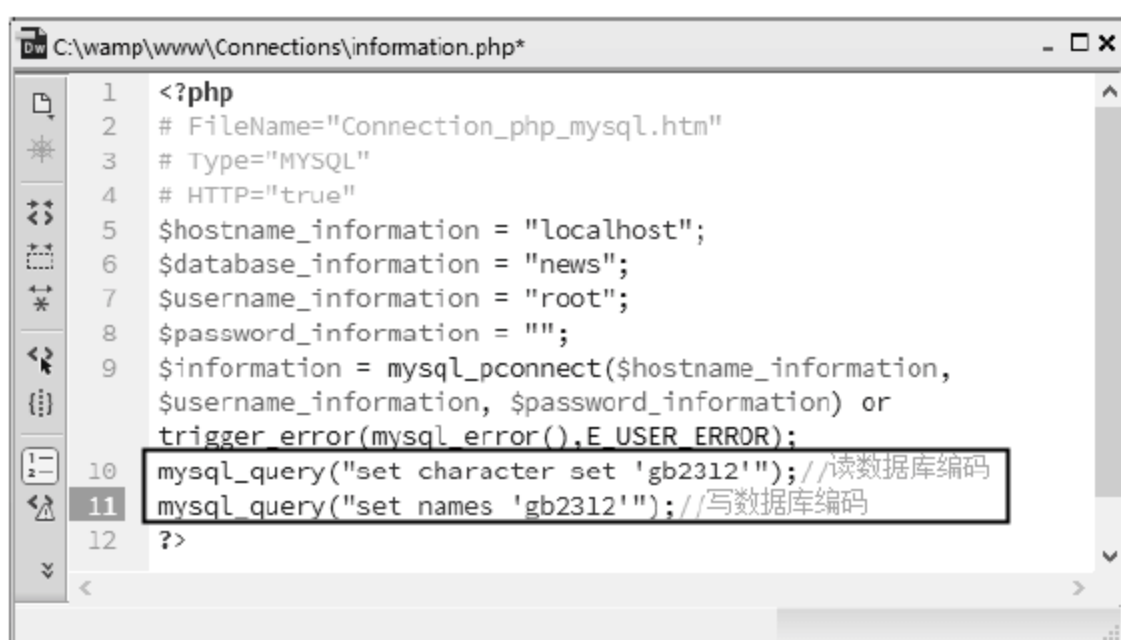 Dw C:\wamp\www\Connections\information.php*
1 <?php
2 # FileName="Connection_php_mysql.htm"
3 # Type="MYSQL"
4 # HTTP="true"
5 $hostname_information = "localhost";
6 $database_information = "news";
7 $username_information = "root";
8 $password_information = "";
9 $information = mysql_pconnect($hostname_information,
$username_information, $password_information) or
trigger_error(mysql_error(),E_USER_ERROR);
10 mysql_query("set character set 'gb2312'");//读数据库编码
11 mysql_query("set names 'gb2312'");//写数据库编码
12 ?>